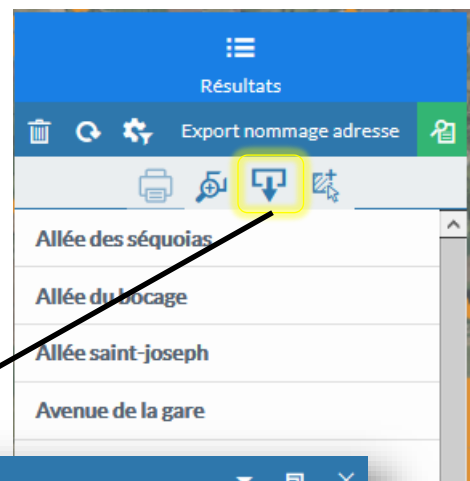 Résultats
Export nommage adresse
Allée des séquoias
Allée du bocage
Allée saint-joseph
Avenue de la gare